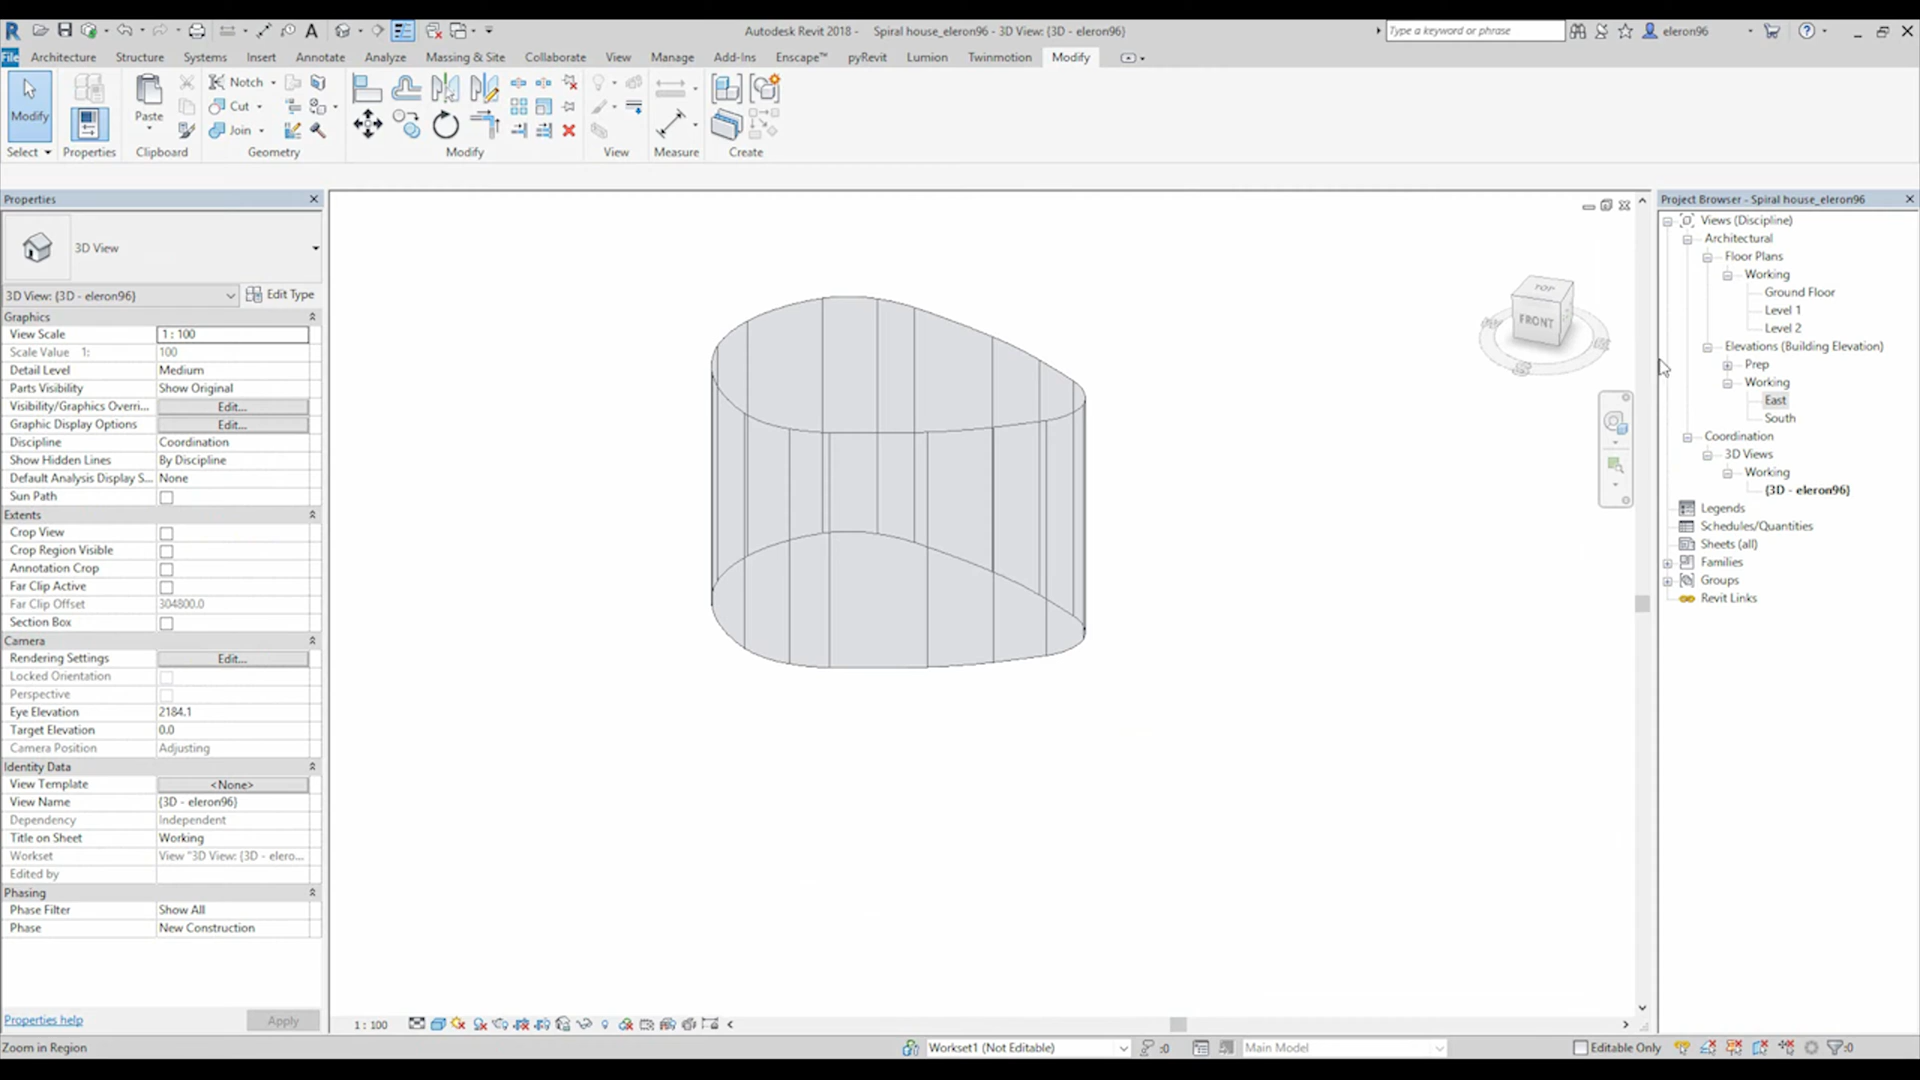 Autodesk Revit 2018 - Spiral house_eleron96 - 3D View: {3D - eleron96}
Type a keyword or phrase
eleron96
File Architecture Structure Systems Insert Annotate Analyze Massing & Site Collaborate View Manage Add-Ins Enscape™ pyRevit Lumion Twinmotion Modify
Notch
Cut
Join
Modify
Paste
Select Properties Clipboard Geometry Modify View Measure Create
Properties
3D View
3D View: {3D - eleron96} Edit Type
Graphics
View Scale 1 : 100
Scale Value 1: 100
Detail Level Medium
Parts Visibility Show Original
Visibility/Graphics Overri... Edit...
Graphic Display Options Edit...
Discipline Coordination
Show Hidden Lines By Discipline
Default Analysis Display S... None
Sun Path
Extents
Crop View
Crop Region Visible
Annotation Crop
Far Clip Active
Far Clip Offset 304800.0
Section Box
Camera
Rendering Settings Edit...
Locked Orientation
Perspective
Eye Elevation 2184.1
Target Elevation 0.0
Camera Position Adjusting
Identity Data
View Template <None>
View Name {3D - eleron96}
Dependency Independent
Title on Sheet Working
Workset View "3D View: {3D - elero...
Edited by
Phasing
Phase Filter Show All
Phase New Construction
Properties help Apply
TOP
FRONT
Project Browser - Spiral house_eleron96
Views (Discipline)
Architectural
Floor Plans
Working
Ground Floor
Level 1
Level 2
Elevations (Building Elevation)
Prep
Working
East
South
Coordination
3D Views
Working
{3D - eleron96}
Legends
Schedules/Quantities
Sheets (all)
Families
Groups
Revit Links
1 : 100
Zoom in Region
Workset1 (Not Editable)
:0
Main Model
Editable Only
:0